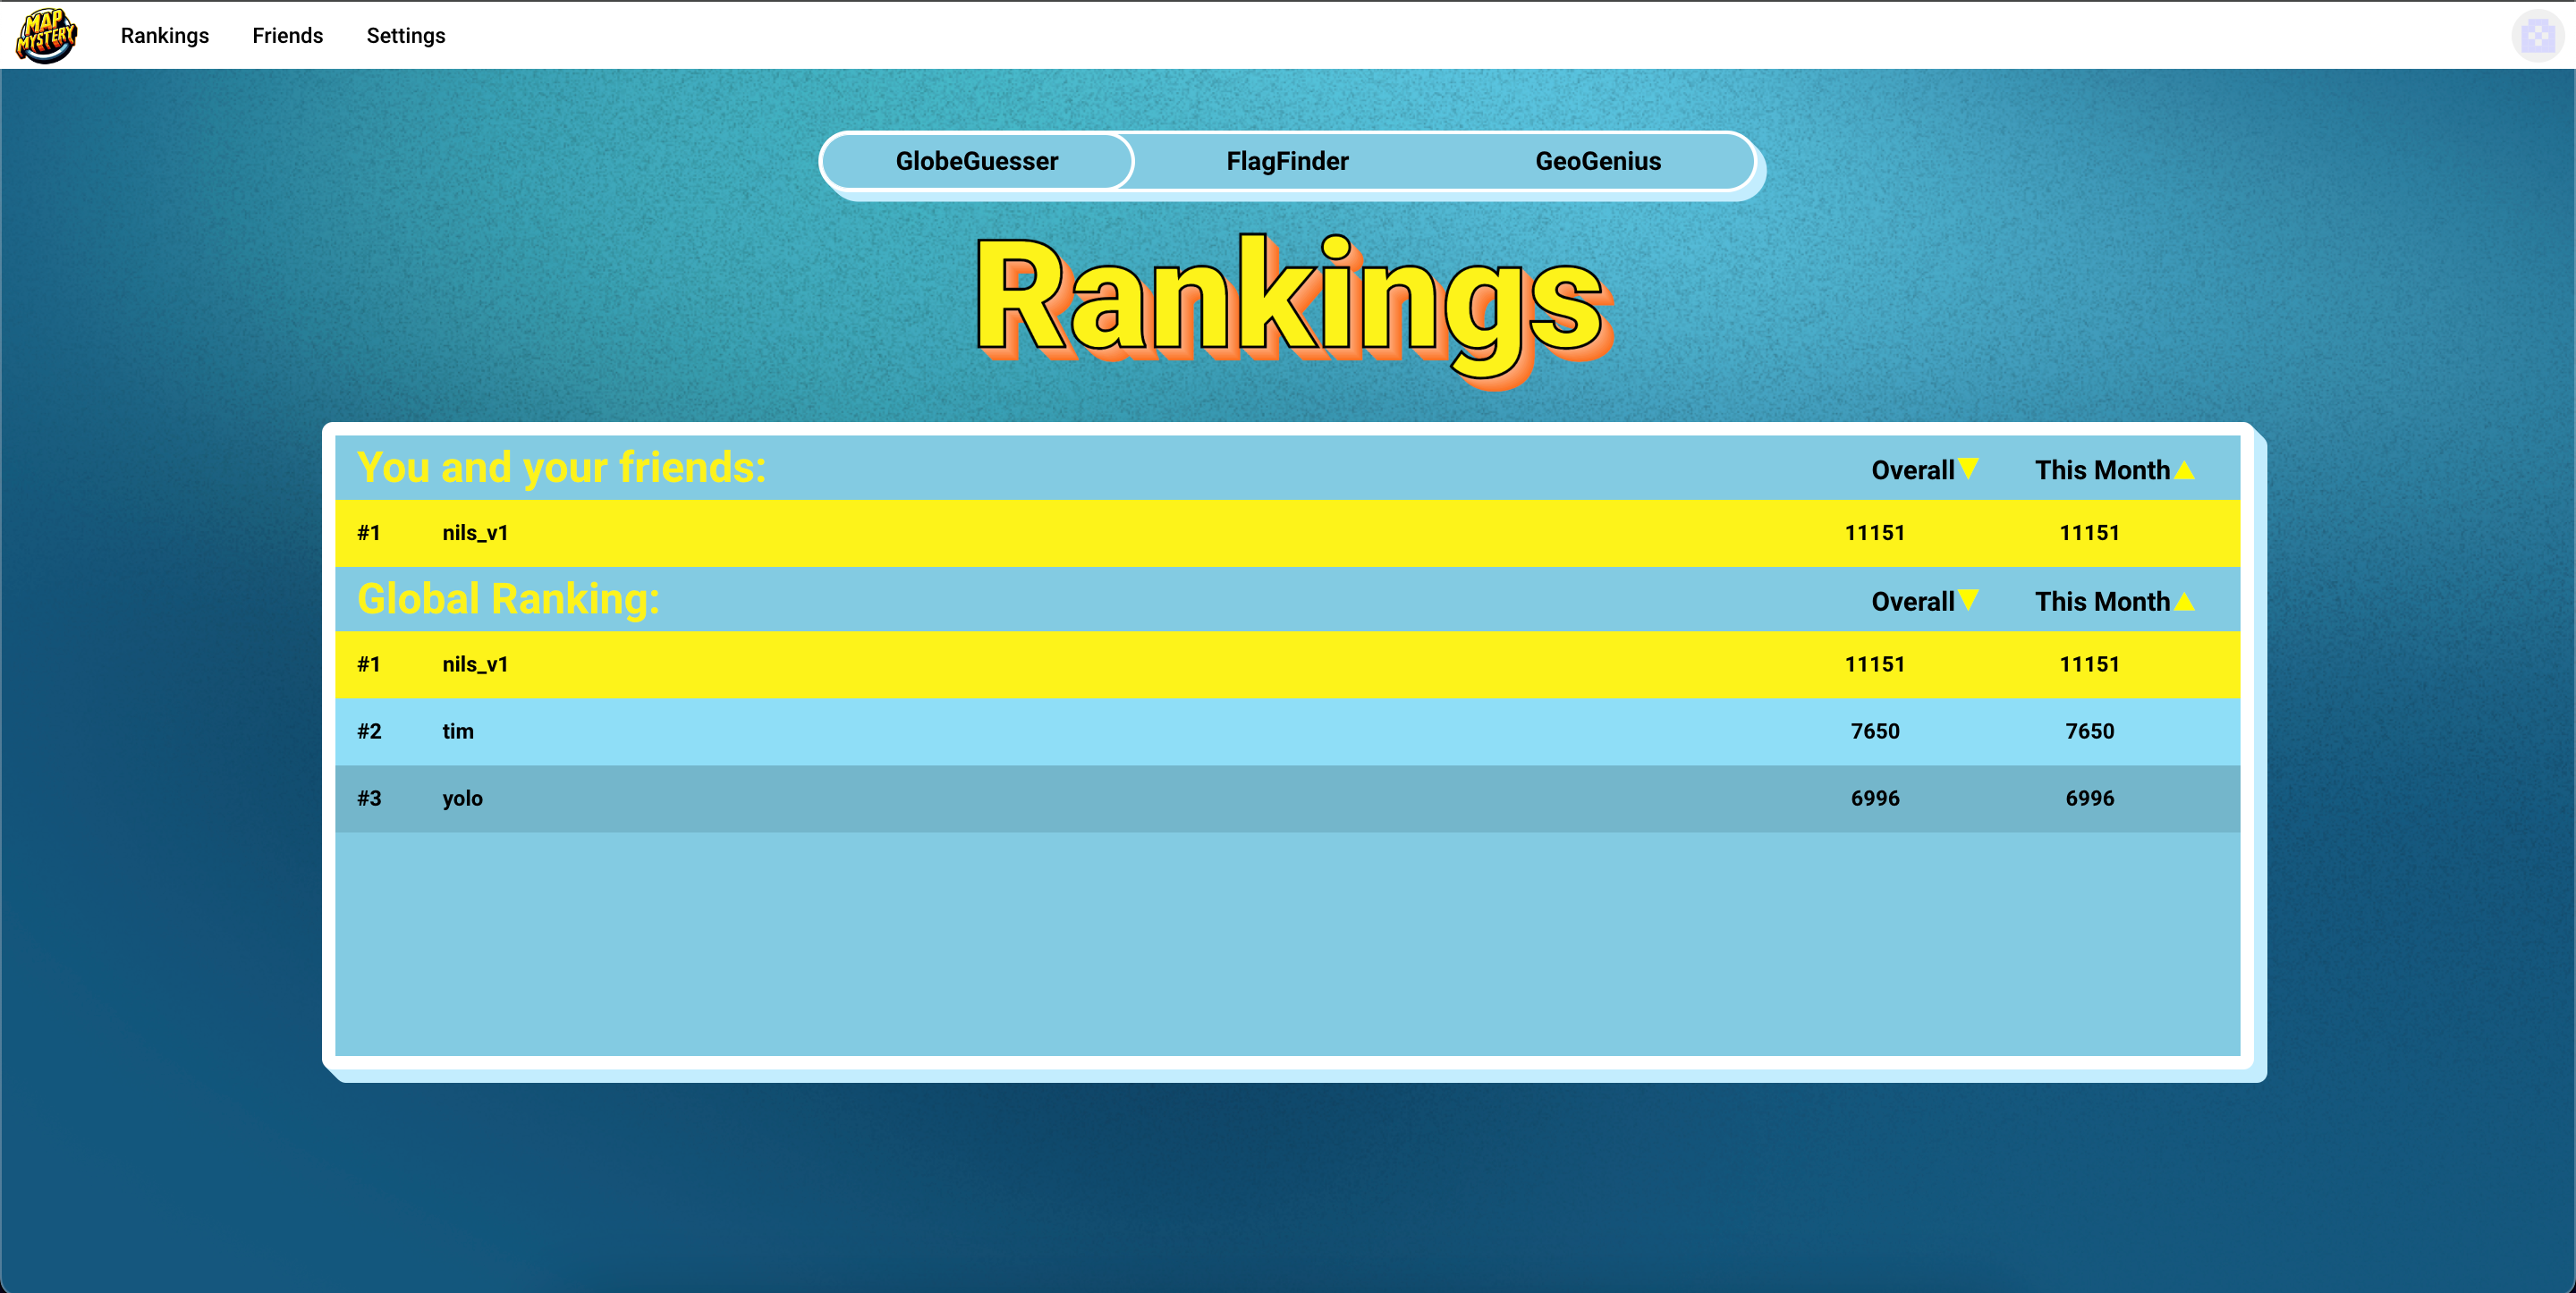 MAP
MYSTERY
Rankings Friends Settings
GlobeGuesser FlagFinder GeoGenius
Rankings
You and your friends: Overall▼ This Month▲
#1 nils_v1 11151 11151
Global Ranking: Overall▼ This Month▲
#1 nils_v1 11151 11151
#2 tim 7650 7650
#3 yolo 6996 6996